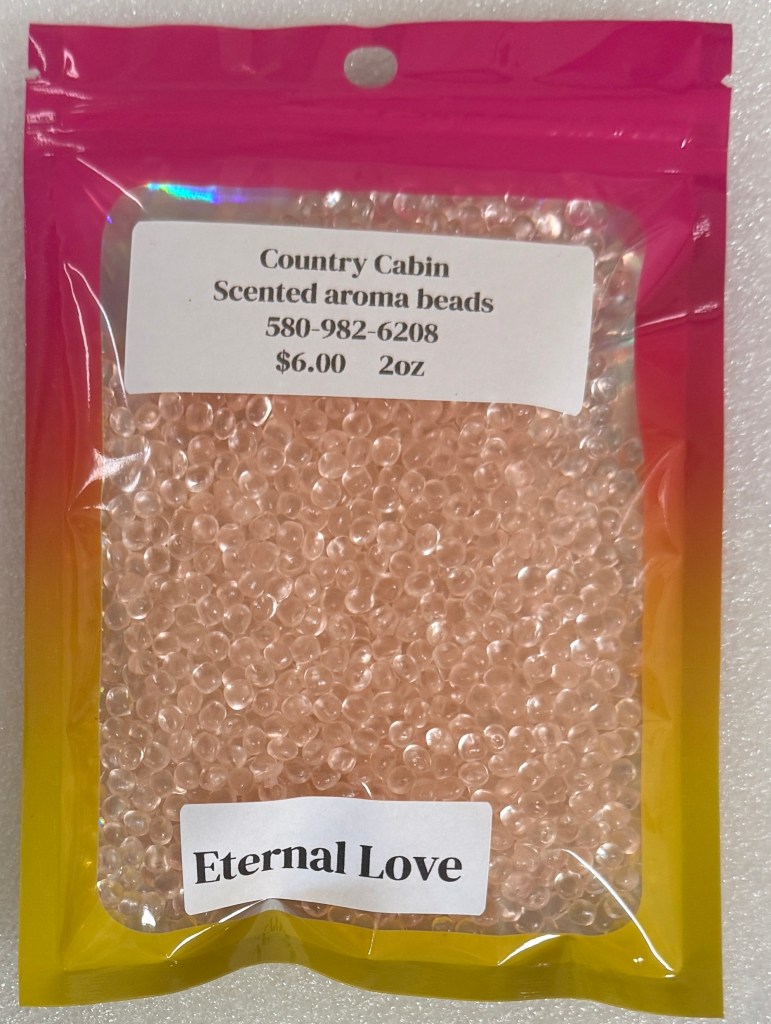 Country Cabin
Scented aroma beads
580-982-6208
$6.00 2oz
Eternal Love